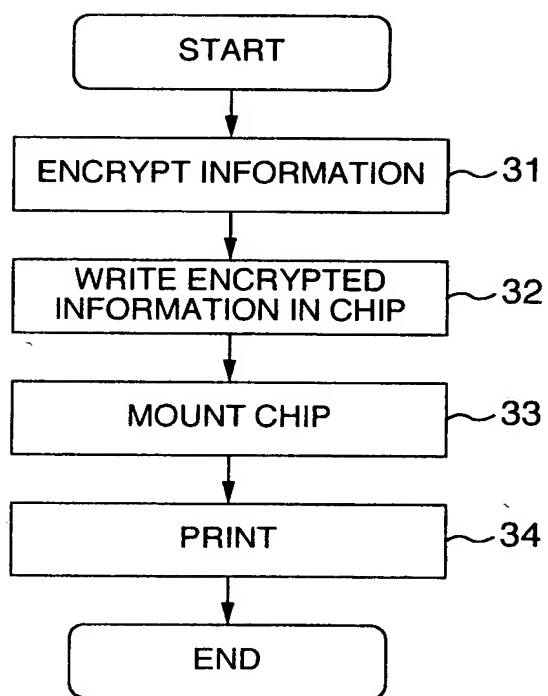 START
ENCRYPT INFORMATION
31
WRITE ENCRYPTED
INFORMATION IN CHIP
32
MOUNT CHIP
33
PRINT
34
END